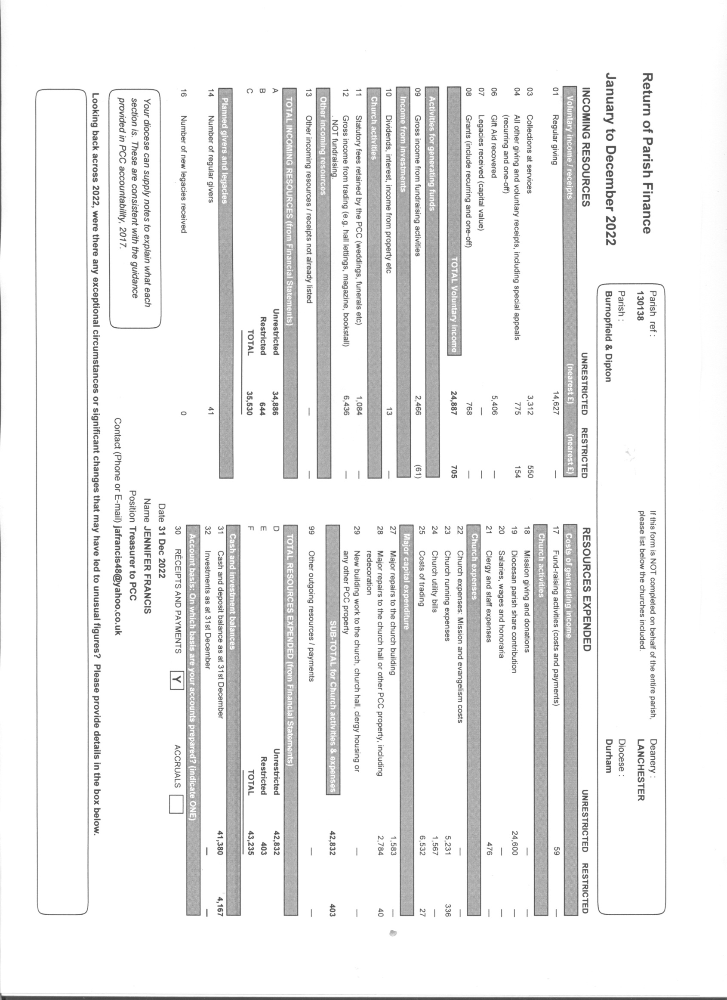 Return of Parish Finance
January to December 2022
Parish ref :
130138
Parish :
Burnopfield & Dipton
If this form is NOT completed on behalf of the entire parish,
please list below the churches included.
Deanery :
LANCHESTER
Diocese :
Durham
INCOMING RESOURCES UNRESTRICTED RESTRICTED
Voluntary income / receipts (nearest £) (nearest £)
01 Regular giving 14,627 —
03 Collections at services 3,312 550
04 All other giving and voluntary receipts, including special appeals 775 154
(recurring and one-off)
06 Gift Aid recovered 5,406 —
07 Legacies received (capital value) — —
08 Grants (include recurring and one-off) 768 —
TOTAL Voluntary income 24,887 705
Activities for generating funds
09 Gross income from fundraising activities 2,466 (61)
Income from investments
10 Dividends, interest, income from property etc 13 —
Church activities
11 Statutory fees retained by the PCC (weddings, funerals etc) 1,084 —
12 Gross income from trading (e.g. hall lettings, magazine, bookstall) 6,436 —
. NOT fundraising.
Other incoming resources
13 Other incoming resources / receipts not already listed — —
TOTAL INCOMING RESOURCES (from Financial Statements)
A Unrestricted 34,886
B Restricted 644
C TOTAL 35,530
Planned givers and legacies
14 Number of regular givers 41
16 Number of new legacies received 0
Your diocese can supply notes to explain what each
section is. These are consistent with the guidance
provided in PCC accountability, 2017.
RESOURCES EXPENDED UNRESTRICTED RESTRICTED
Costs of generating income
17 Fund-raising activities (costs and payments) 59 —
Church activities
18 Mission giving and donations — —
19 Diocesan parish share contribution 24,600 —
20 Salaries, wages and honoraria — —
21 Clergy and staff expenses 476 —
Church expenses
22 Church expenses: Mission and evangelism costs — —
23 Church running expenses 5,231 336
24 Church utility bills 1,567 —
25 Costs of trading 6,532 27
Major capital expenditure
27 Major repairs to the church building 1,583 —
28 Major repairs to the church hall or other PCC property, including 2,784 40
redecoration
29 New building work to the church, church hall, clergy housing or — —
any other PCC property
SUB-TOTAL for Church activities & expenses 42,832 403
99 Other outgoing resources / payments — —
TOTAL RESOURCES EXPENDED (from Financial Statements)
D Unrestricted 42,832
E Restricted 403
F TOTAL 43,235
Cash and investment balances
31 Cash and deposit balance as at 31st December 41,380 4,167
32 Investments as at 31st December — —
Account basis: On which basis are your accounts prepared? (indicate ONE)
30 RECEIPTS AND PAYMENTS Y ACCRUALS
Date 31 Dec 2022
Name JENNIFER FRANCIS
Position Treasurer to PCC
Contact (Phone or E-mail) jafrancis48@yahoo.co.uk
Looking back across 2022, were there any exceptional circumstances or significant changes that may have led to unusual figures? Please provide details in the box below.